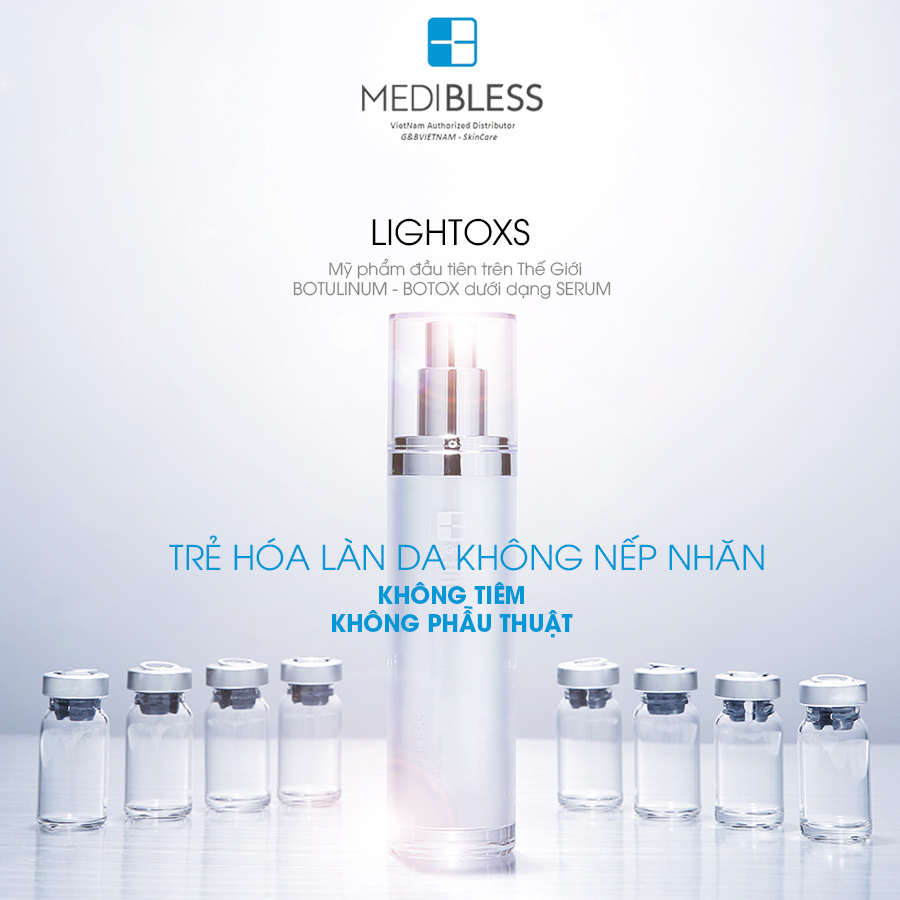 MEDIBLESS
VietNam Authorized Distributor
G&BVIETNAM - SkinCare
LIGHTOXS
Mỹ phẩm đầu tiên trên Thế Giới
BOTULINUM - BOTOX dưới dạng SERUM
TRẺ HÓA LÀN DA KHÔNG NẾP NHĂN
KHÔNG TIÊM
KHÔNG PHẪU THUẬT